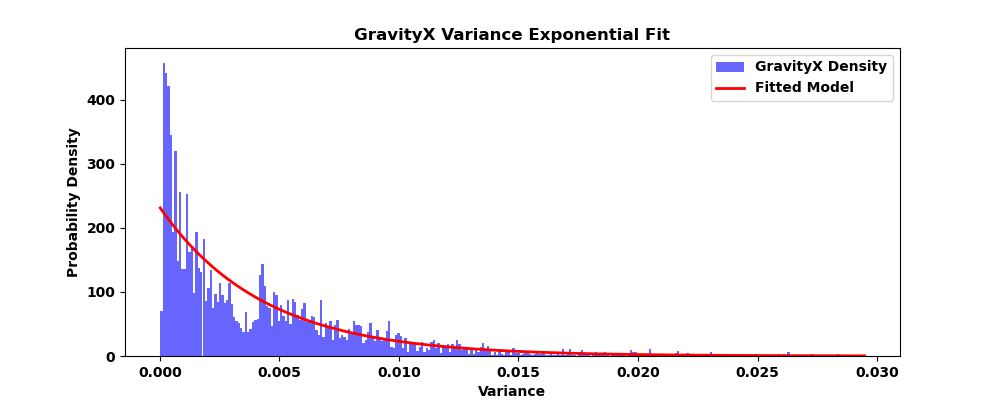 GravityX Variance Exponential Fit
GravityX Density
Fitted Model
Probability Density
400
300
200
100
0
0.000 0.005 0.010 0.015 0.020 0.025 0.030
Variance